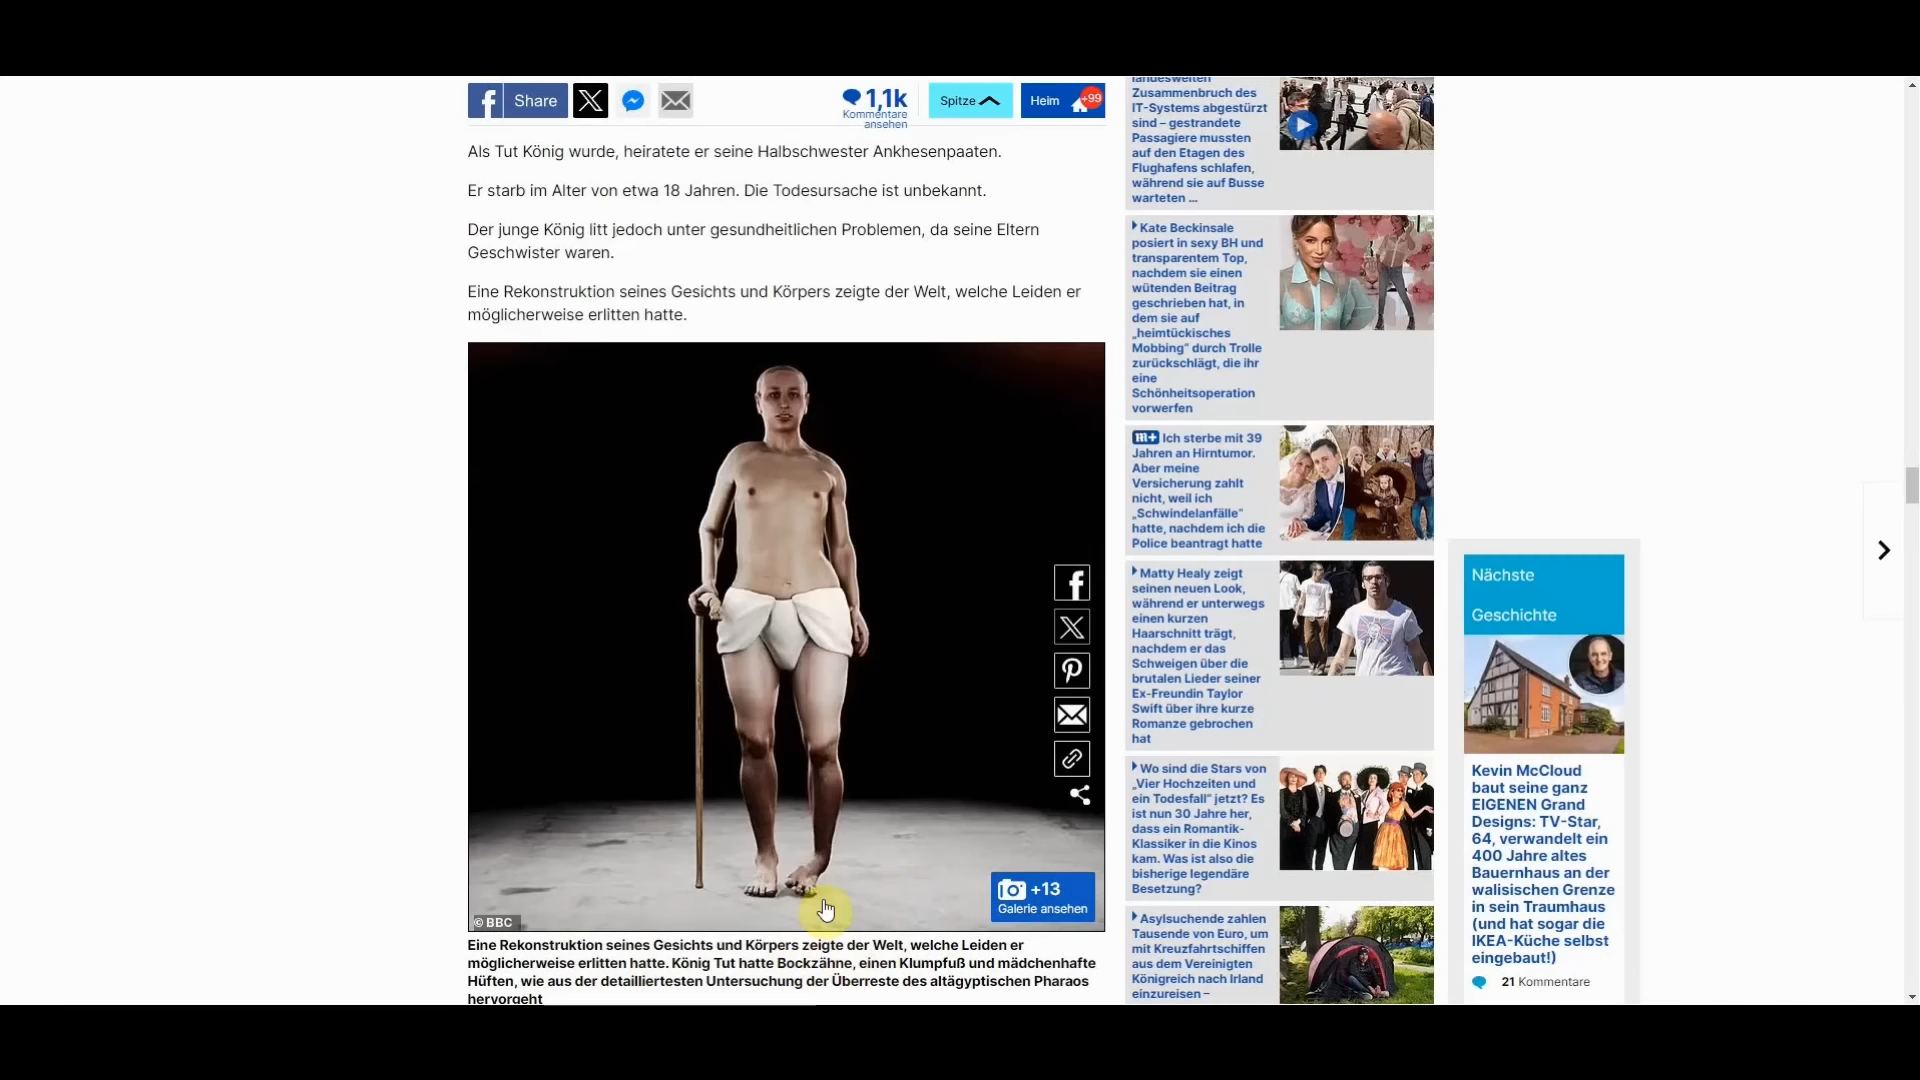 Share
1,1k
Kommentare
ansehen
Spitze
Heim
+99
Als Tut König wurde, heiratete er seine Halbschwester Ankhesenpaaten.
Er starb im Alter von etwa 18 Jahren. Die Todesursache ist unbekannt.
Der junge König litt jedoch unter gesundheitlichen Problemen, da seine Eltern
Geschwister waren.
Eine Rekonstruktion seines Gesichts und Körpers zeigte der Welt, welche Leiden er
möglicherweise erlitten hatte.
+13
Galerie ansehen
© BBC
Eine Rekonstruktion seines Gesichts und Körpers zeigte der Welt, welche Leiden er
möglicherweise erlitten hatte. König Tut hatte Bockzähne, einen Klumpfuß und mädchenhafte
Hüften, wie aus der detailliertesten Untersuchung der Überreste des altägyptischen Pharaos
hervorgeht
landesweiten
Zusammenbruch des
IT-Systems abgestürzt
sind – gestrandete
Passagiere mussten
auf den Etagen des
Flughafens schlafen,
während sie auf Busse
warteten ...
Kate Beckinsale
posiert in sexy BH und
transparentem Top,
nachdem sie einen
wütenden Beitrag
geschrieben hat, in
dem sie auf
„heimtückisches
Mobbing“ durch Trolle
zurückschlägt, die ihr
eine
Schönheitsoperation
vorwerfen
m+ Ich sterbe mit 39
Jahren an Hirntumor.
Aber meine
Versicherung zahlt
nicht, weil ich
„Schwindelanfälle“
hatte, nachdem ich die
Police beantragt hatte
Matty Healy zeigt
seinen neuen Look,
während er unterwegs
einen kurzen
Haarschnitt trägt,
nachdem er das
Schweigen über die
brutalen Lieder seiner
Ex-Freundin Taylor
Swift über ihre kurze
Romanze gebrochen
hat
Wo sind die Stars von
„Vier Hochzeiten und
ein Todesfall“ jetzt? Es
ist nun 30 Jahre her,
dass ein Romantik-
Klassiker in die Kinos
kam. Was ist also die
bisherige legendäre
Besetzung?
Asylsuchende zahlen
Tausende von Euro, um
mit Kreuzfahrtschiffen
aus dem Vereinigten
Königreich nach Irland
einzureisen –
Nächste
Geschichte
Kevin McCloud
baut seine ganz
EIGENEN Grand
Designs: TV-Star,
64, verwandelt ein
400 Jahre altes
Bauernhaus an der
walisischen Grenze
in sein Traumhaus
(und hat sogar die
IKEA-Küche selbst
eingebaut!)
21 Kommentare